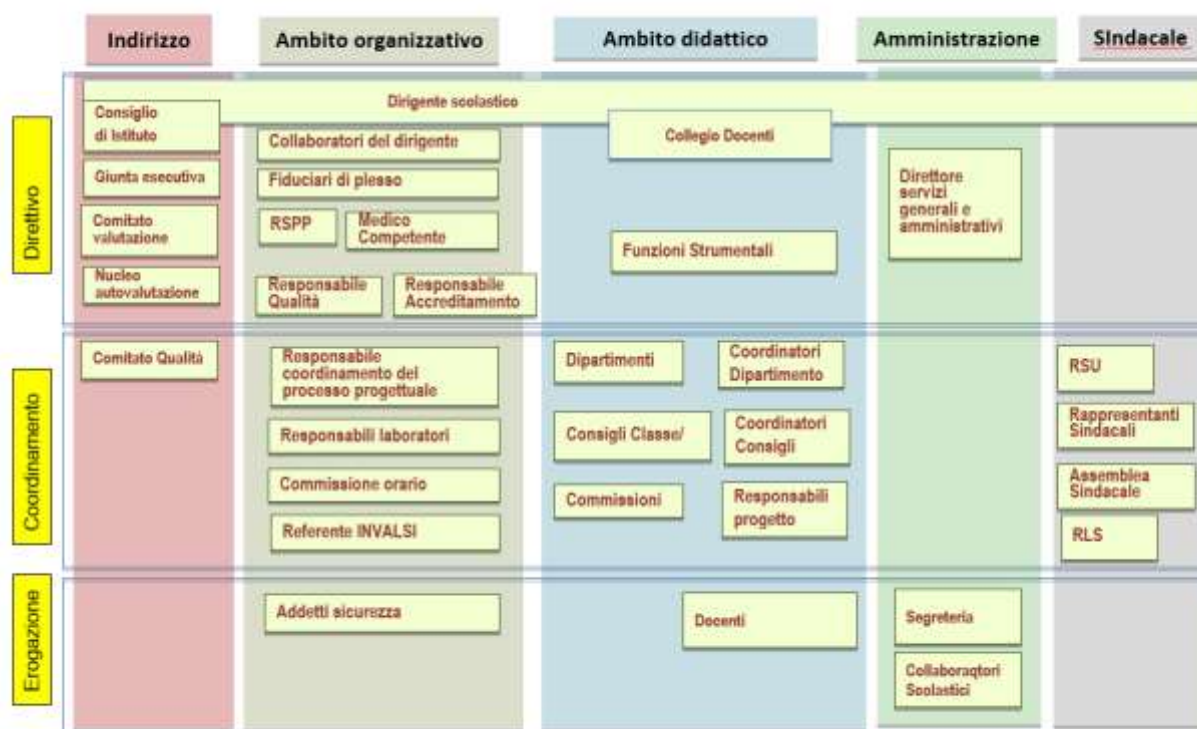 Indirizzo
Ambito organizzativo
Ambito didattico
Amministrazione
SIndacale
Direttivo
Dirigente scolastico
Consiglio
di Istituto
Giunta esecutiva
Comitato
valutazione
Nucleo
autovalutazione
Collaboratori del dirigente
Fiduciari di plesso
RSPP
Medico
Competente
Responsabile
Qualità
Responsabile
Accreditamento
Collegio Docenti
Funzioni Strumentali
Direttore
servizi
generali e
amministrativi
Coordinamento
Comitato Qualità
Responsabile
coordinamento del
processo progettuale
Responsabili laboratori
Commissione orario
Referente INVALSI
Dipartimenti
Coordinatori
Dipartimento
Consigli Classe/
Coordinatori
Consigli
Commissioni
Responsabili
progetto
RSU
Rappresentanti
Sindacali
Assemblea
Sindacale
RLS
Erogazione
Addetti sicurezza
Docenti
Segreteria
Collaboraqtori
Scolastici